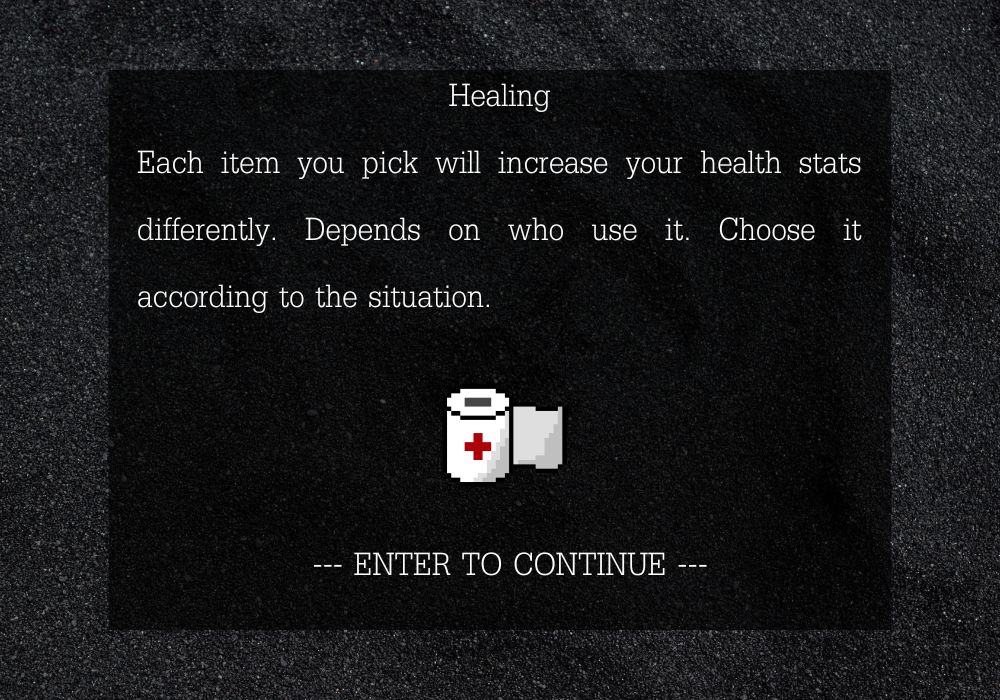 Healing
Each item you pick will increase your health stats
differently. Depends on who use it. Choose it
according to the situation.
--- ENTER TO CONTINUE ---